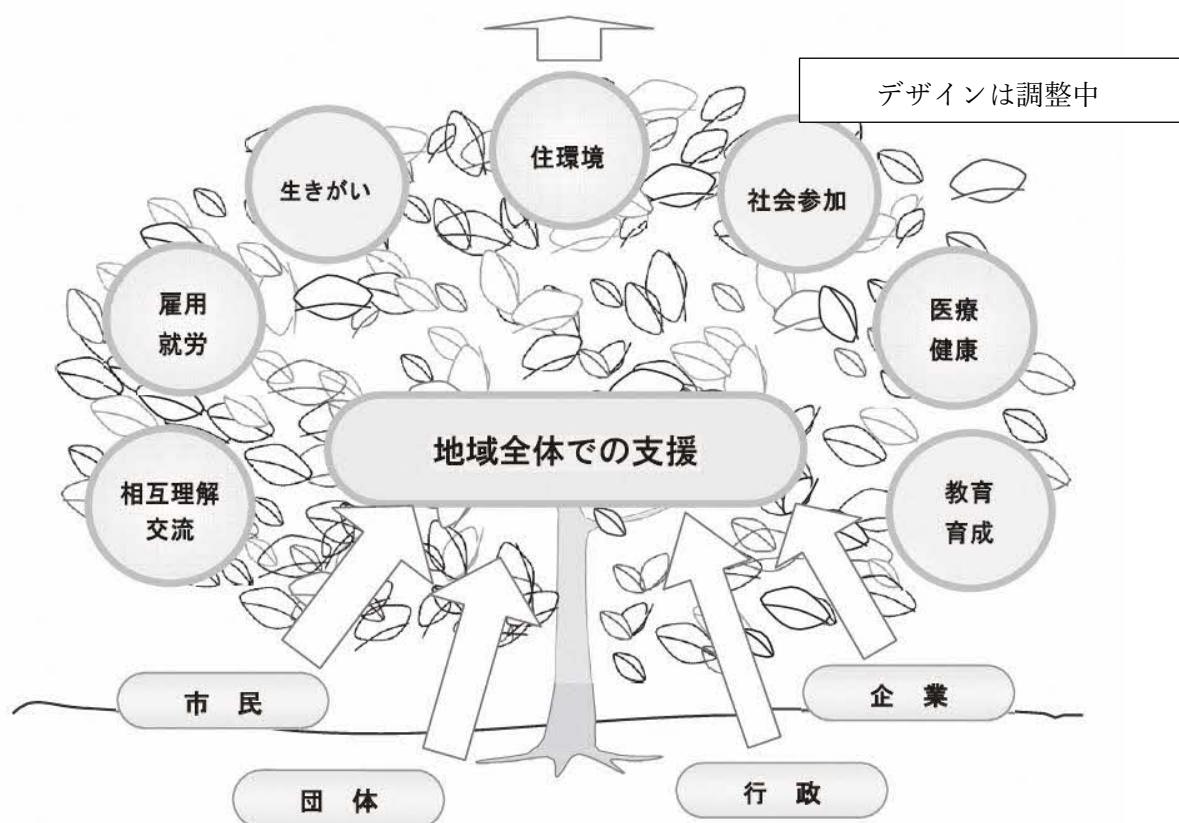 デザインは調整中
住環境
生きがい
社会参加
雇用
就労
医療
健康
地域全体での支援
相互理解
交流
教育
育成
市　民
企　業
団　体
行　政